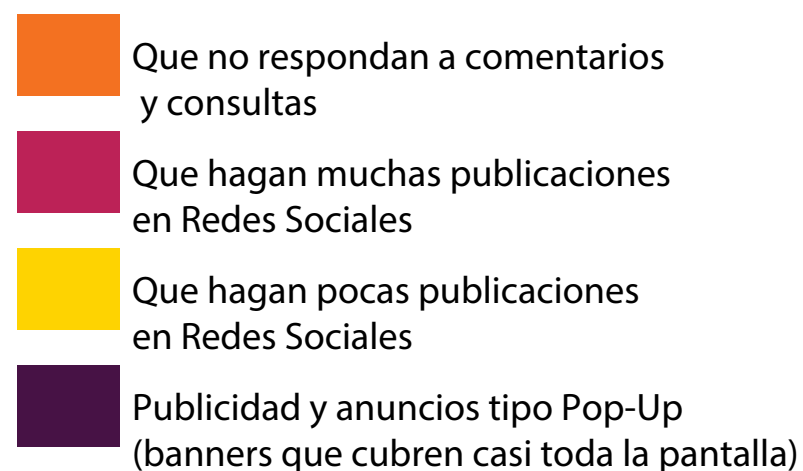 Que no respondan a comentarios
y consultas
Que hagan muchas publicaciones
en Redes Sociales
Que hagan pocas publicaciones
en Redes Sociales
Publicidad y anuncios tipo Pop-Up
(banners que cubren casi toda la pantalla)